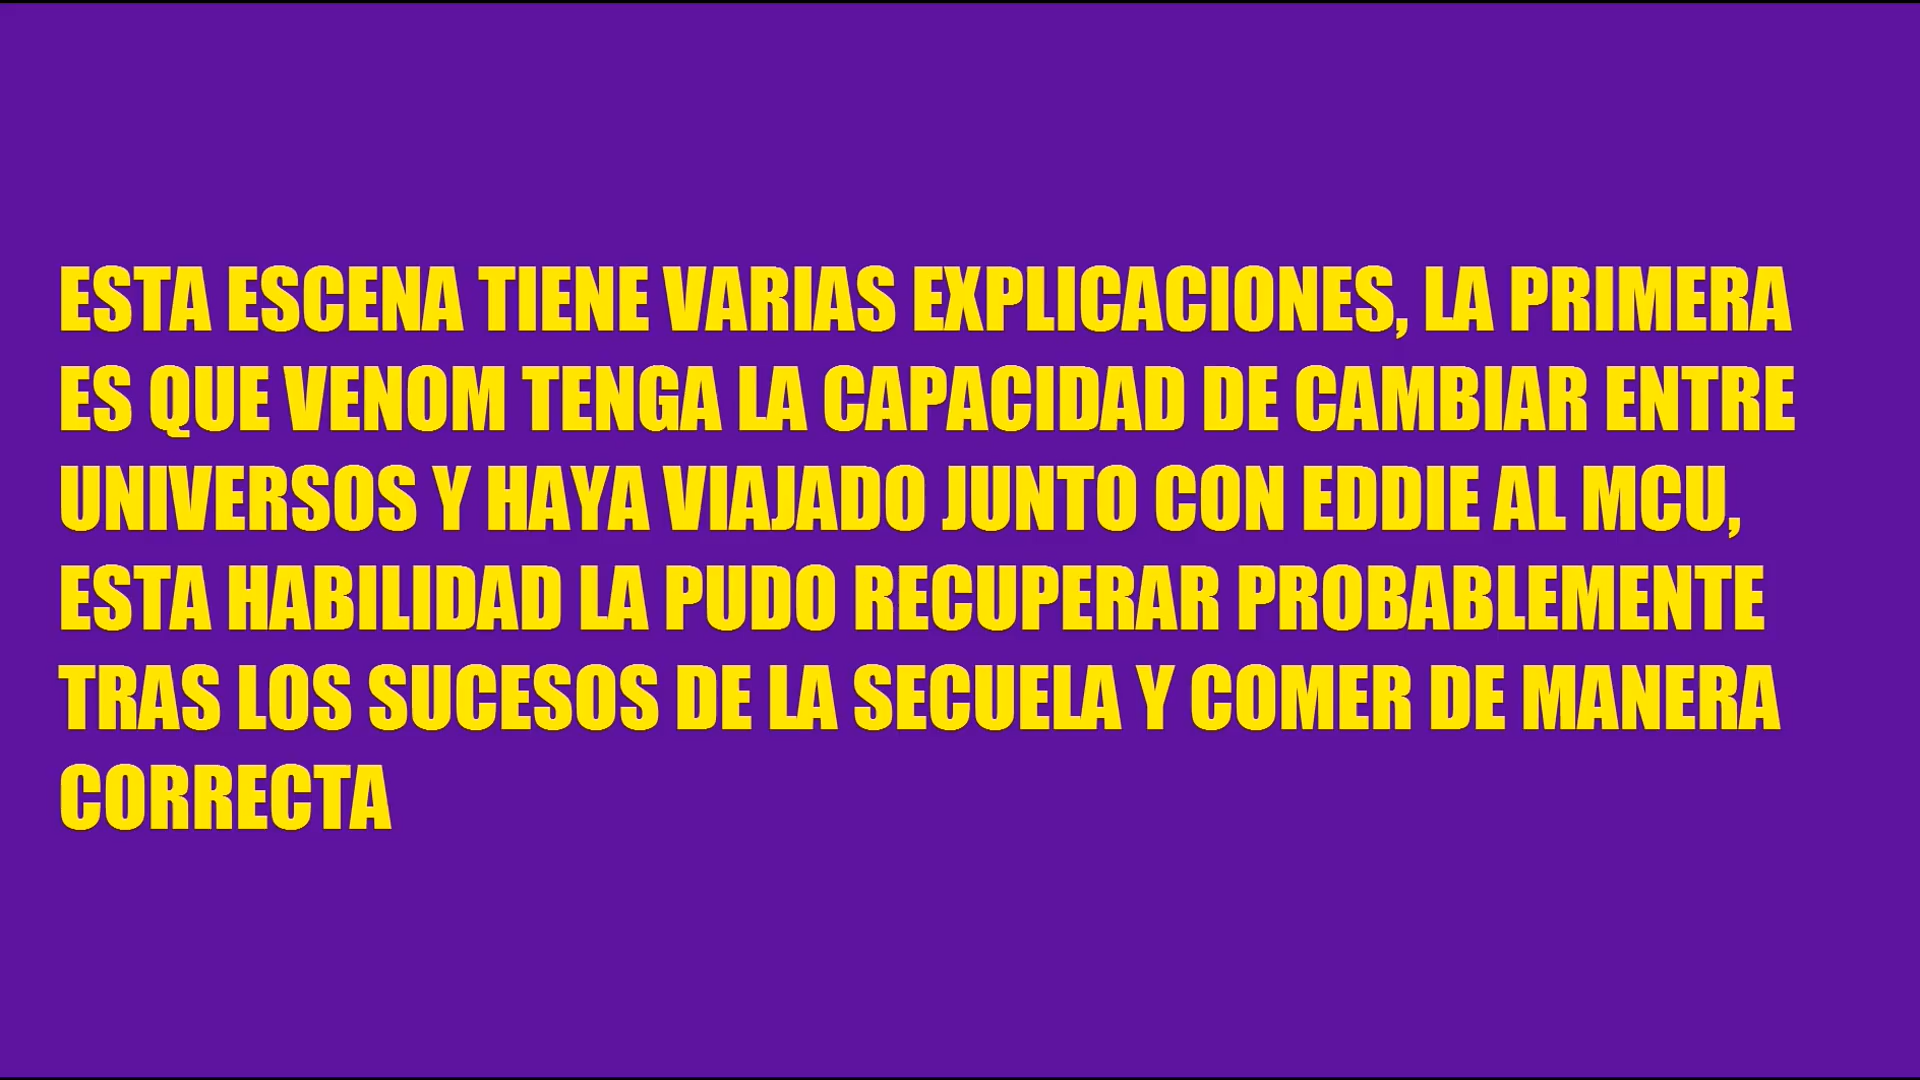 ESTA ESCENA TIENE VARIAS EXPLICACIONES, LA PRIMERA
ES QUE VENOM TENGA LA CAPACIDAD DE CAMBIAR ENTRE
UNIVERSOS Y HAYA VIAJADO JUNTO CON EDDIE AL MCU,
ESTA HABILIDAD LA PUDO RECUPERAR PROBABLEMENTE
TRAS LOS SUCESOS DE LA SECUELA Y COMER DE MANERA
CORRECTA